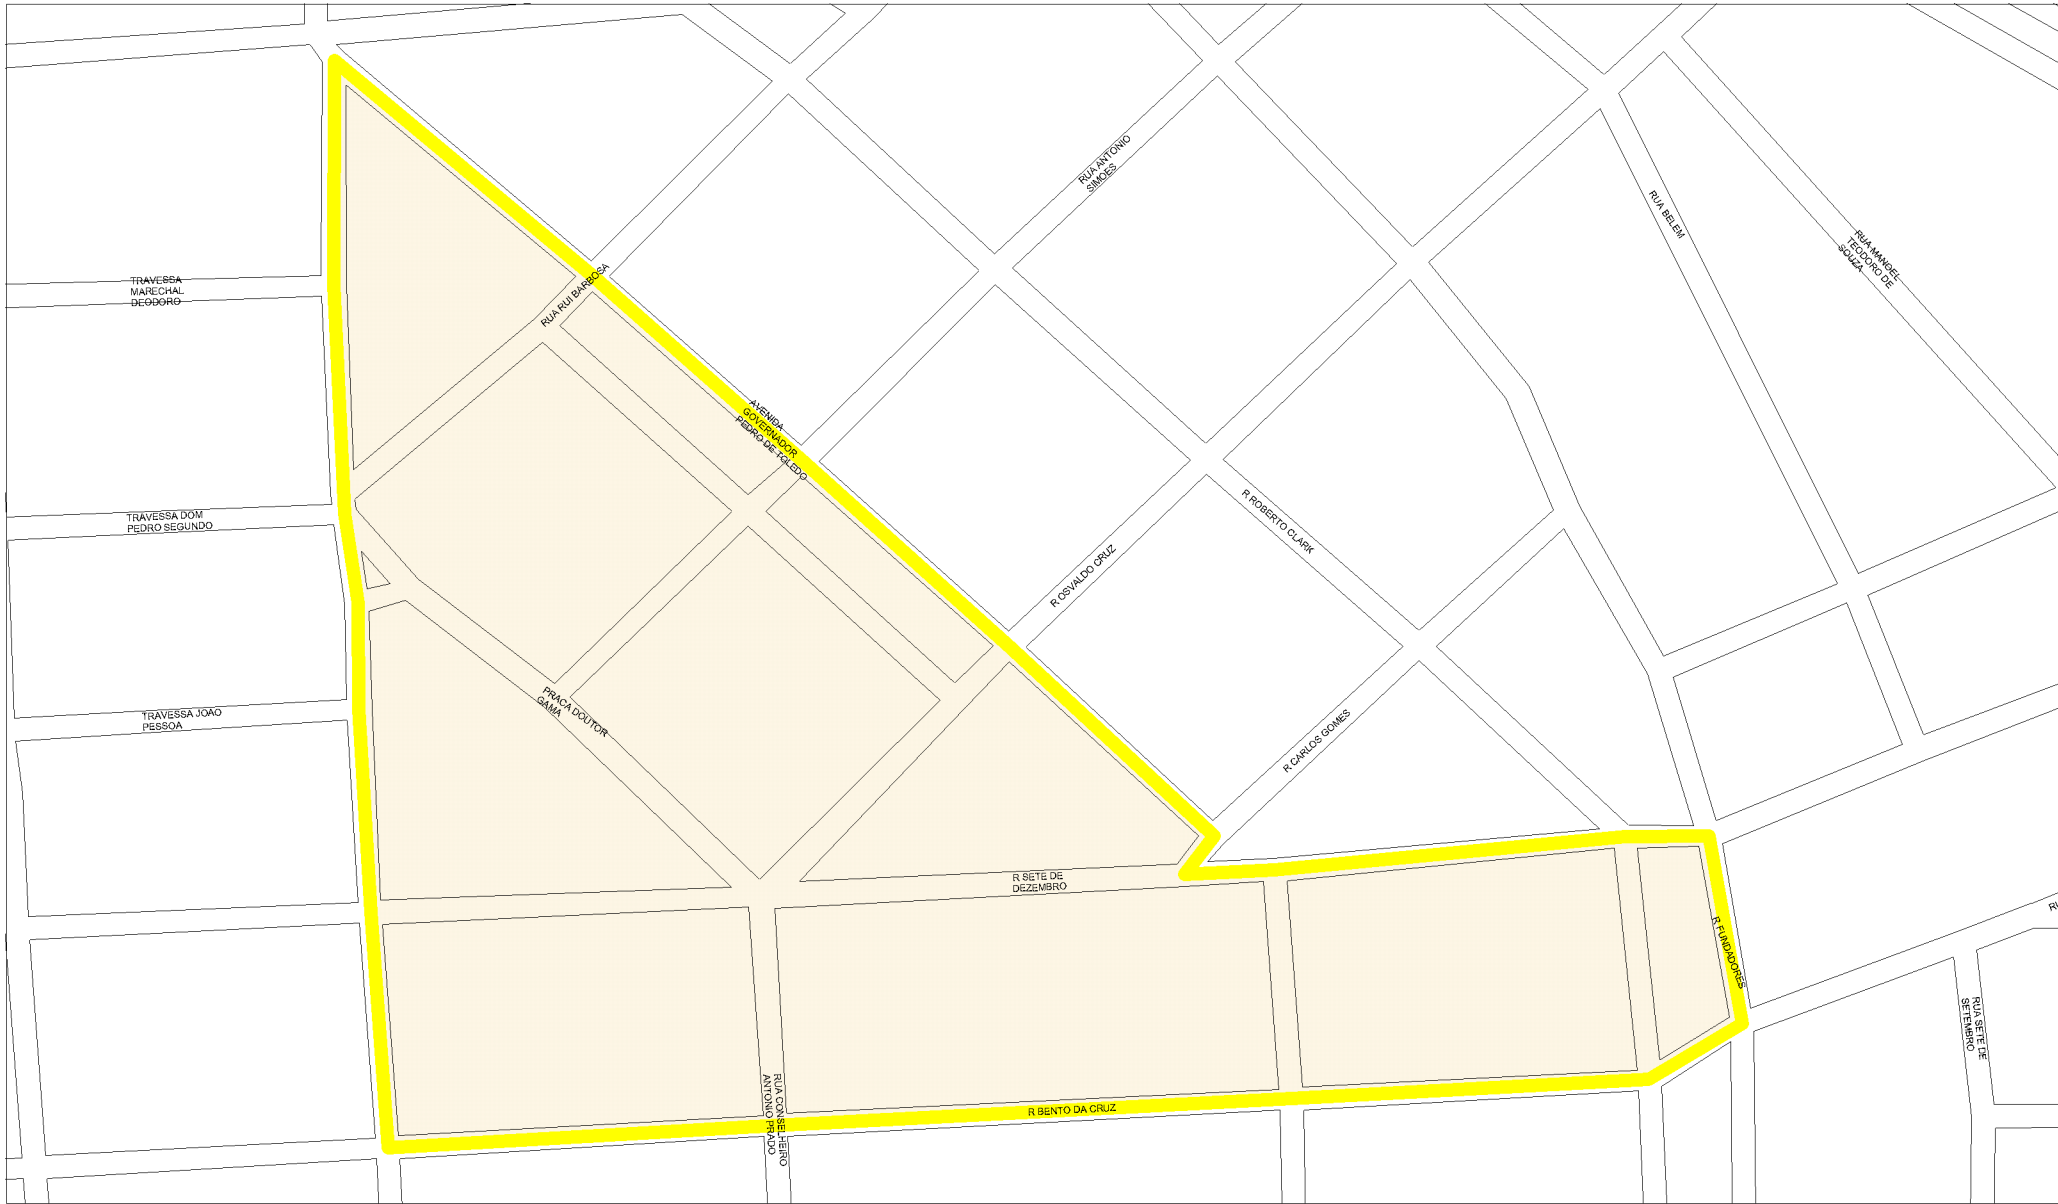 RUA ANTONIO
SIMOES
RUA BELEM
RUA MANOEL
TEODORO DE
SOUZA
TRAVESSA
MARECHAL
DEODORO
RUA RUI BARBOSA
AVENIDA
GOVERNADOR
PEDRO DE TOLEDO
TRAVESSA DOM
PEDRO SEGUNDO
R ROBERTO CLARK
R OSVALDO CRUZ
TRAVESSA JOAO
PESSOA
PRACA DOUTOR
GAMA
R CARLOS GOMES
R SETE DE
DEZEMBRO
R FUNDADORES
RUA SETE DE
SETEMBRO
RUA CONSELHEIRO
ANTONIO PRADO
R BENTO DA CRUZ